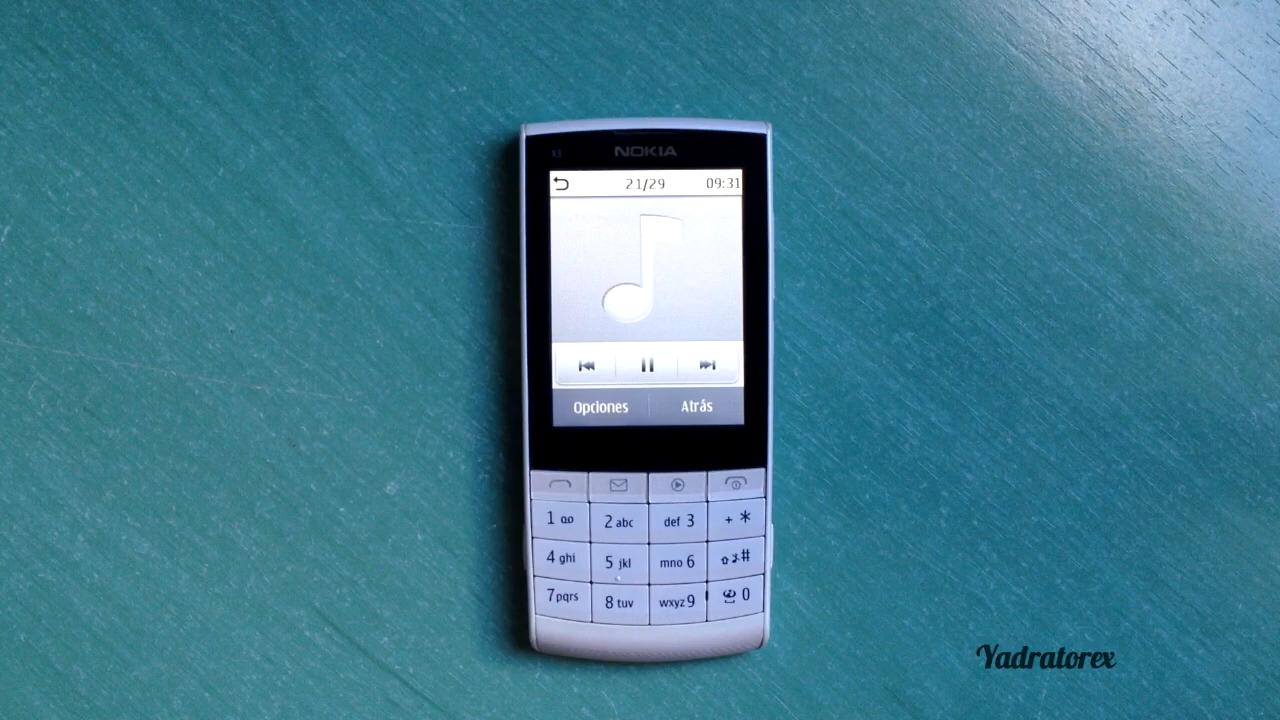 X3
NOKIA
21/29 09:31
Opciones Atrás
1 2 abc def 3 + *
4 ghi 5 jkl mno 6 #
7 pqrs 8 tuv wxyz 9 0
Yadratorex